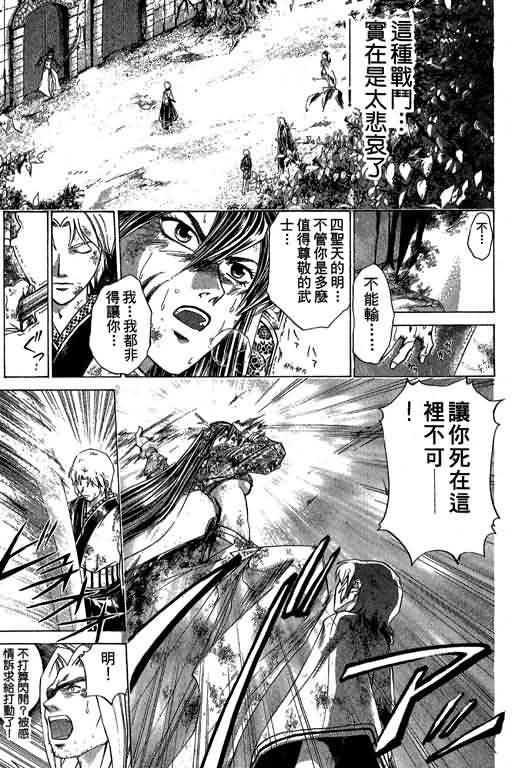 這種戰鬥…
實在是太悲哀了
不…
不能輸…
四聖天的明…
不管你是多麼
值得尊敬的武
士…
我…我都非
得讓你…
讓你死在這
裡不可——
！
明！
不打算閃開？被感
情訴求給打動了！